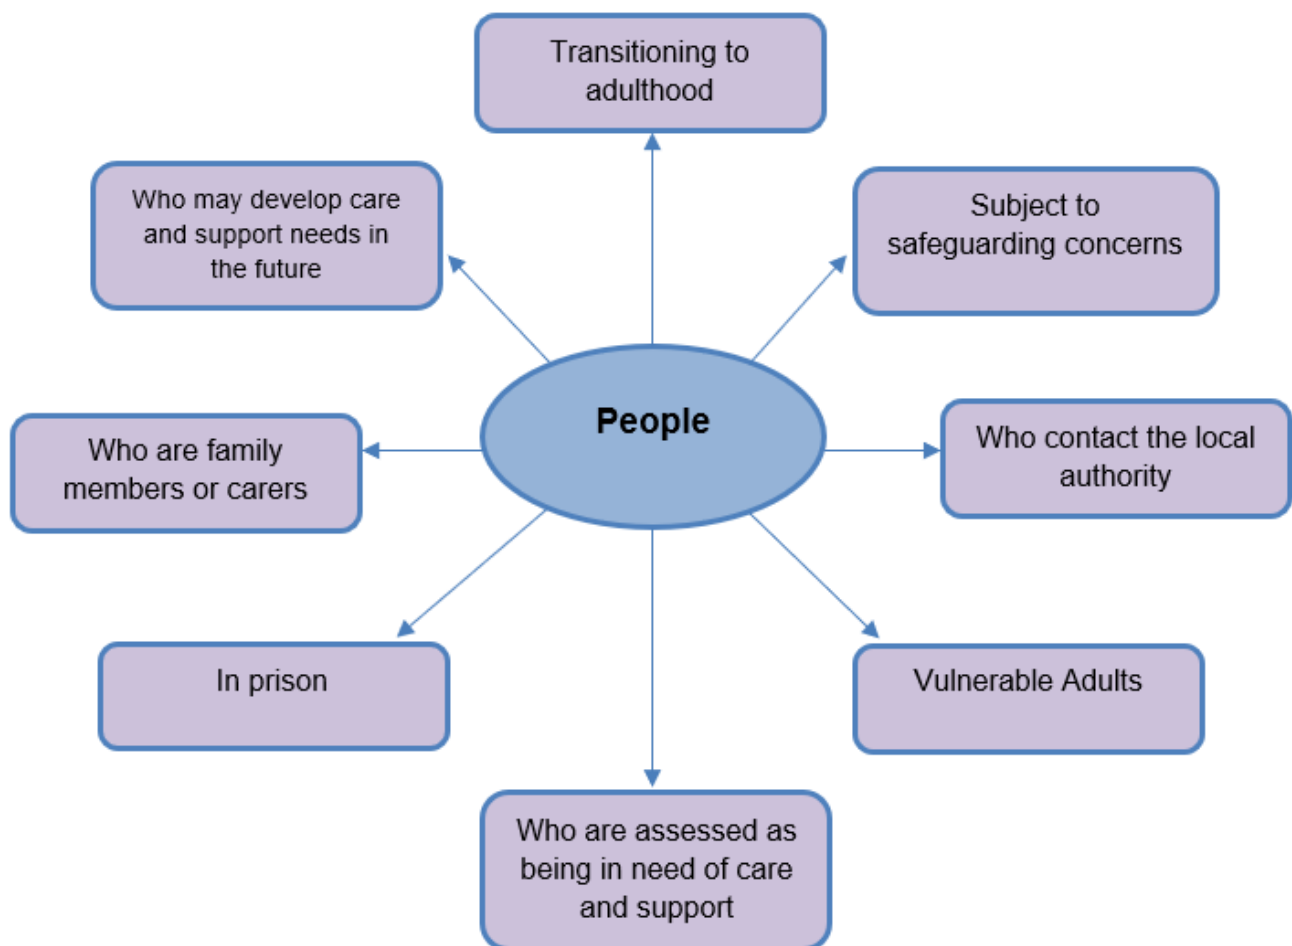 Transitioning to
adulthood
Who may develop care
and support needs in
the future
Subject to
safeguarding concerns
People
Who are family
members or carers
Who contact the local
authority
In prison
Vulnerable Adults
Who are assessed as
being in need of care
and support